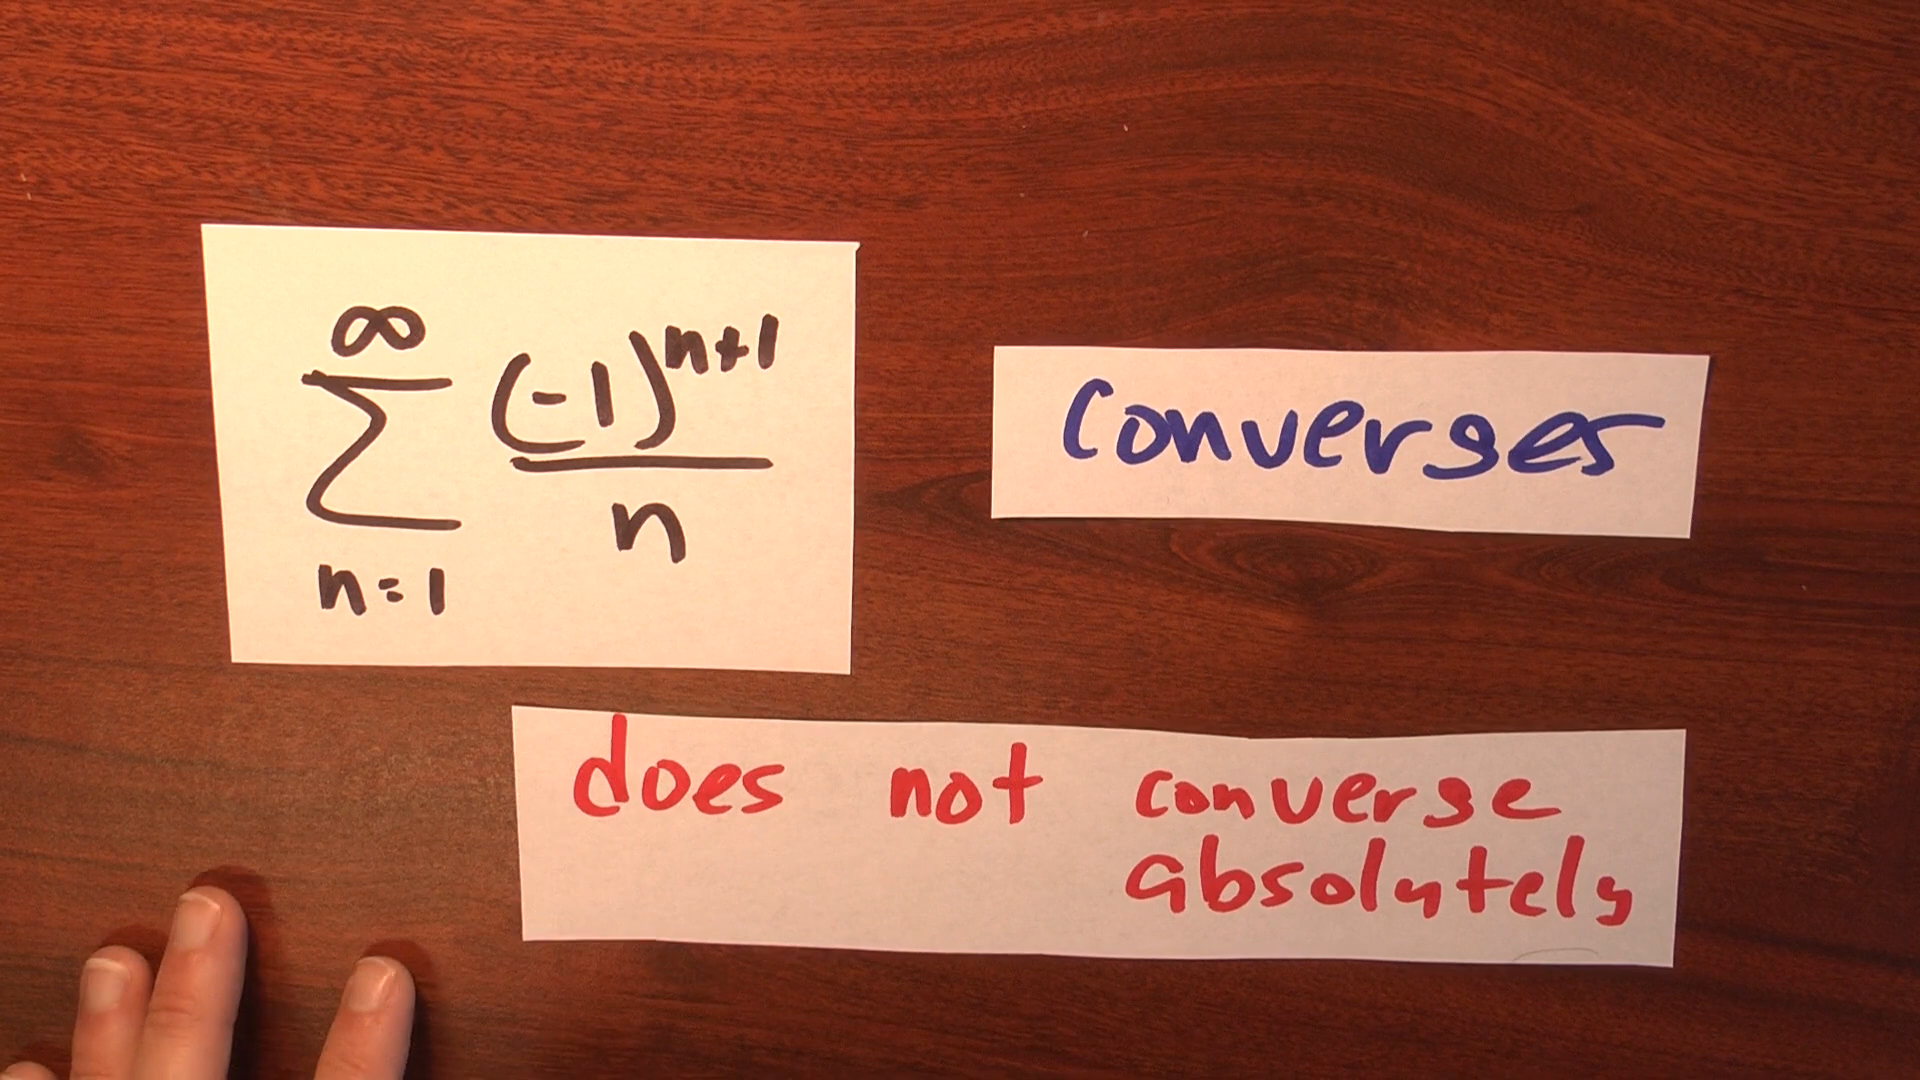 ∞
∑ (-1)^{n+1}
n
n=1
Converges
does not converge
absolutely